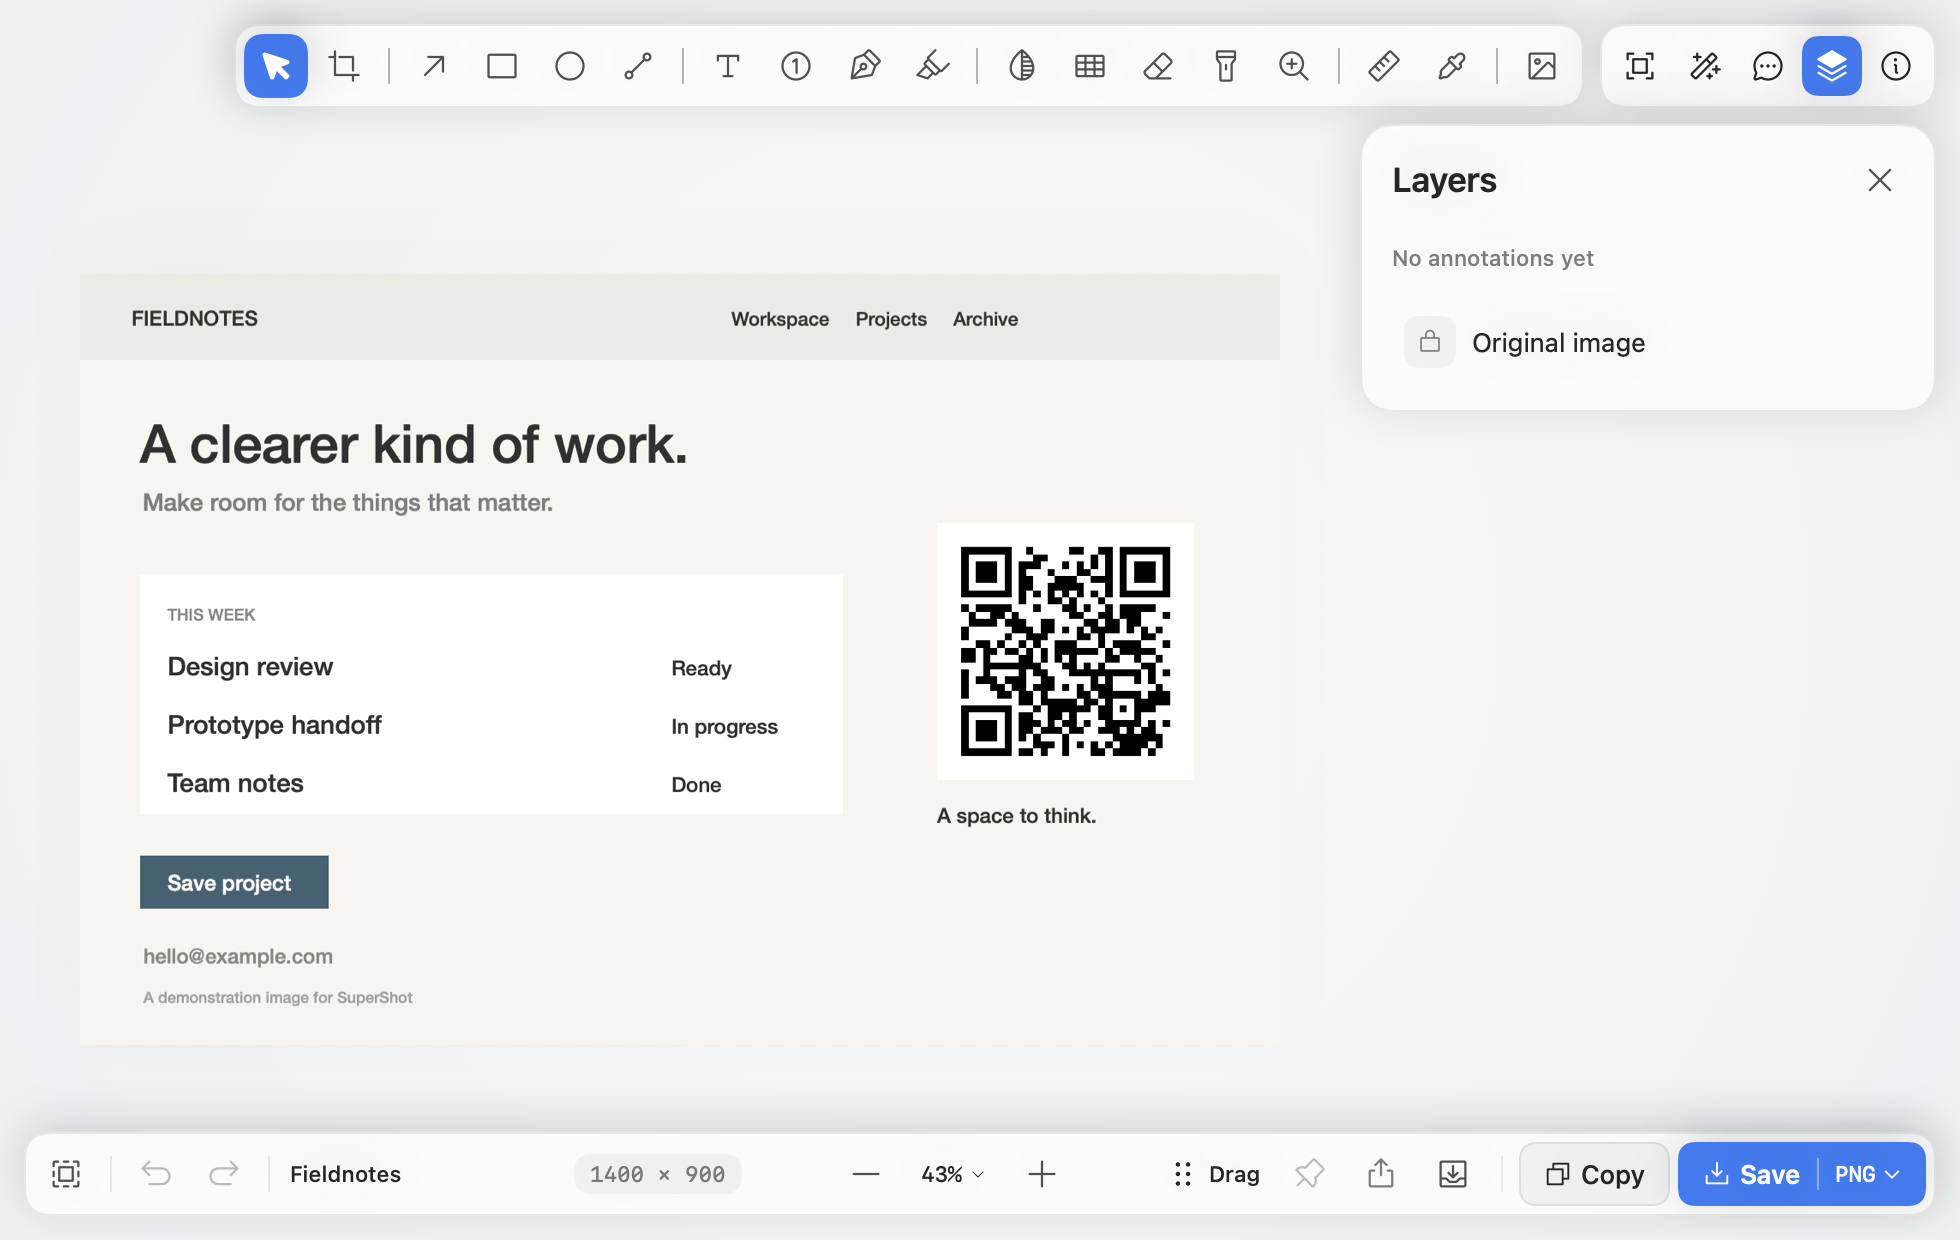 Layers
No annotations yet
Original image
FIELDNOTES
Workspace Projects Archive
A clearer kind of work.
Make room for the things that matter.
THIS WEEK
Design review Ready
Prototype handoff In progress
Team notes Done
A space to think.
Save project
hello@example.com
A demonstration image for SuperShot
Fieldnotes 1400 × 900 43% Drag Copy Save PNG